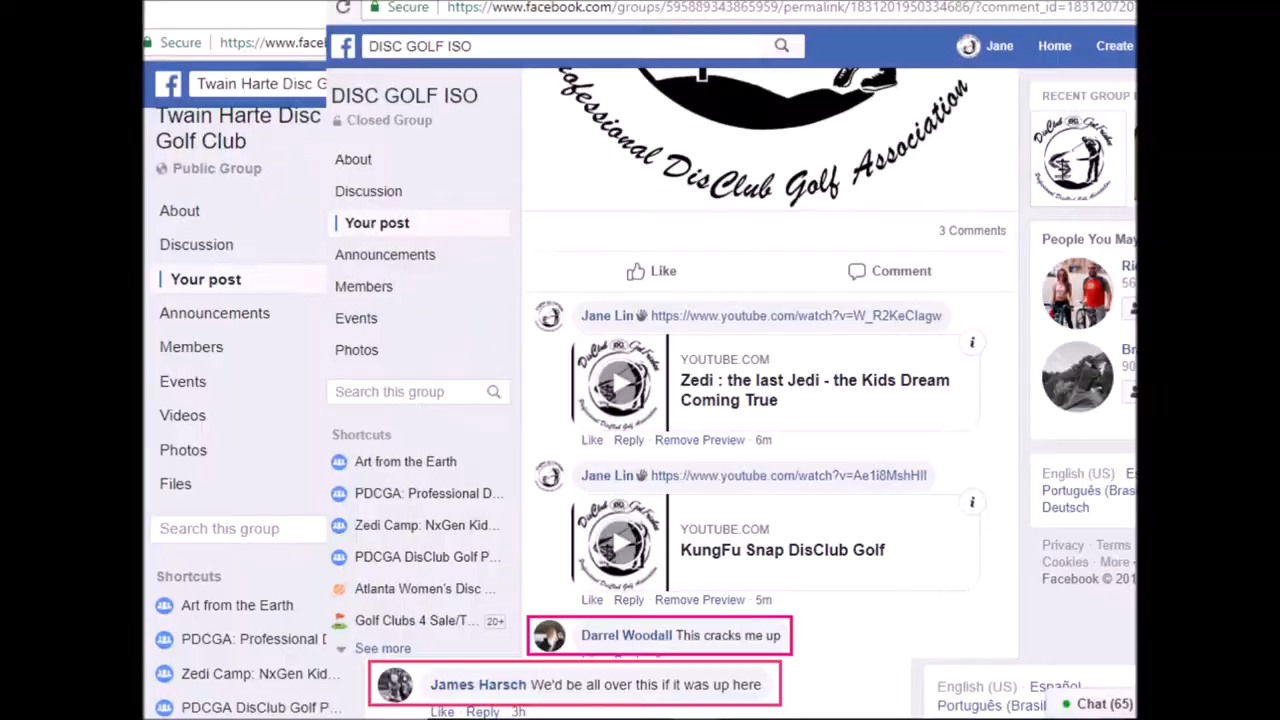 Secure https://www.facebook.com/groups/595889343865959/permalink/1831201950334686/?comment_id=183120720
Secure https://www.facel
DISC GOLF ISO
Jane Home Create
Twain Harte Disc G
Twain Harte Disc
Golf Club
Public Group
About
Discussion
Your post
Announcements
Members
Events
Videos
Photos
Files
Search this group
Shortcuts
Art from the Earth
PDCGA: Professional D
Zedi Camp: NxGen Kid...
PDCGA DisClub Golf P...
DISC GOLF ISO
Closed Group
About
Discussion
Your post
Announcements
Members
Events
Photos
Search this group
Shortcuts
Art from the Earth
PDCGA: Professional D...
Zedi Camp: NxGen Kid...
PDCGA DisClub Golf P...
Atlanta Women's Disc ...
Golf Clubs 4 Sale/T... 20+
See more
Professional DisClub Golf Association
3 Comments
Like Comment
Jane Lin https://www.youtube.com/watch?v=W_R2KeClagw
YOUTUBE.COM
Zedi : the last Jedi - the Kids Dream
Coming True
Like · Reply · Remove Preview · 6m
Jane Lin https://www.youtube.com/watch?v=Ae1i8MshHlI
YOUTUBE.COM
KungFu Snap DisClub Golf
Like · Reply · Remove Preview · 5m
Darrel Woodall This cracks me up
James Harsch We'd be all over this if it was up here
Like · Reply · 3h
RECENT GROUP
People You May
Ri
56
Br
90
English (US) · Es
Português (Brasi
Deutsch
Privacy · Terms
Cookies · More
Facebook © 201
English (US) · Español
Português (Brasil
Chat (65)